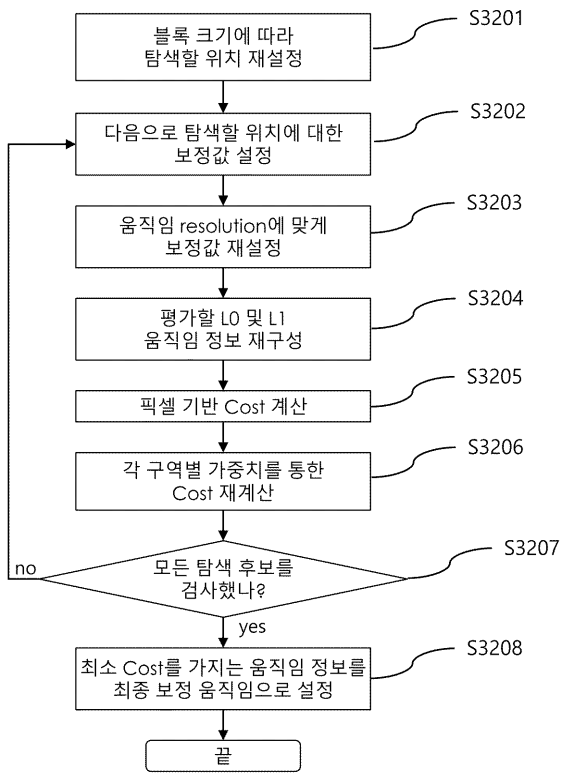 블록 크기에 따라
탐색할 위치 재설정
S3201
다음으로 탐색할 위치에 대한
보정값 설정
S3202
움직임 resolution에 맞게
보정값 재설정
S3203
평가할 L0 및 L1
움직임 정보 재구성
S3204
픽셀 기반 Cost 계산
S3205
각 구역별 가중치를 통한
Cost 재계산
S3206
모든 탐색 후보를
검사했나?
S3207
no
yes
최소 Cost를 가지는 움직임 정보를
최종 보정 움직임으로 설정
S3208
끝